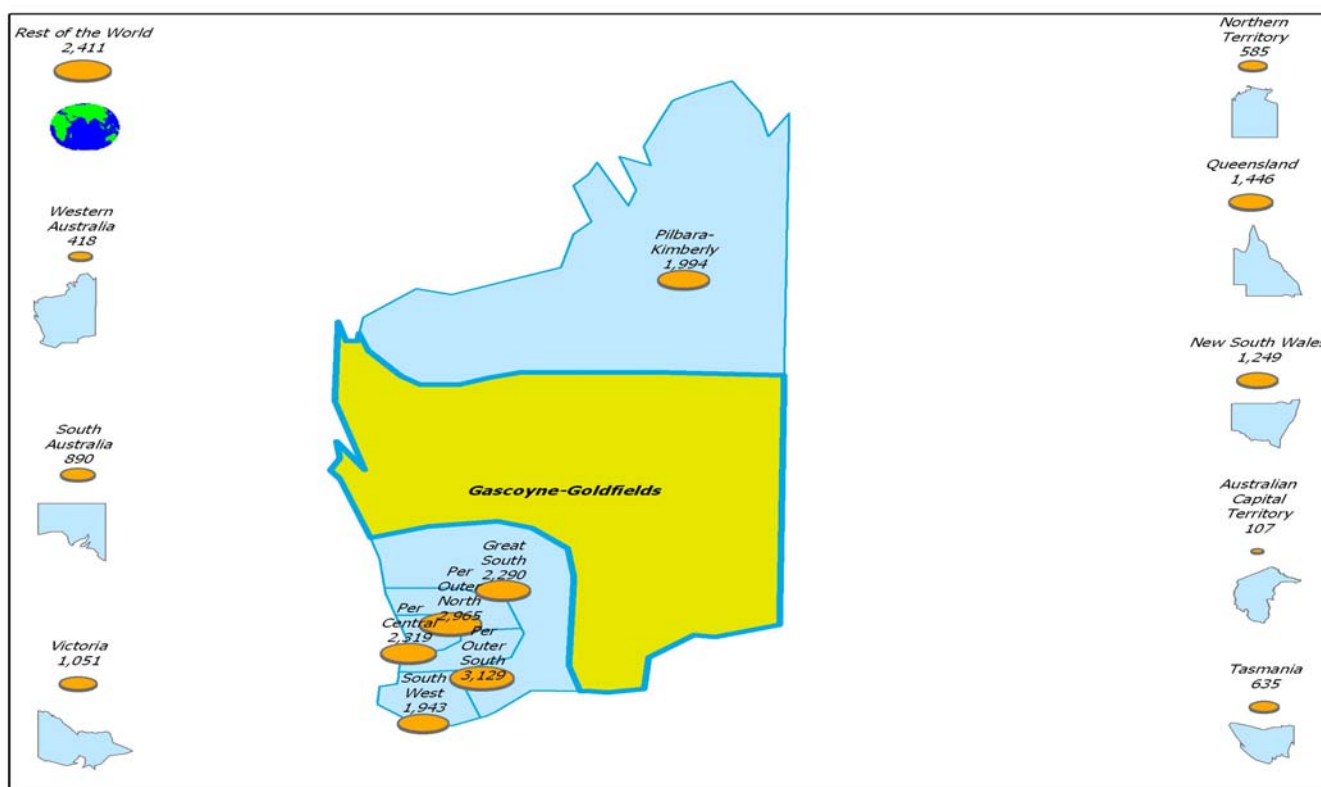 Rest of the World
2,411
Western
Australia
418
South
Australia
890
Victoria
1,051
Pilbara-
Kimberly
1,994
Gascoyne-Goldfields
Great
South
2,290
Per
Outer
North
2,965
Per
Central
2,319
Per
Outer
South
3,129
South
West
1,943
Northern
Territory
585
Queensland
1,446
New South Wales
1,249
Australian
Capital
Territory
107
Tasmania
635